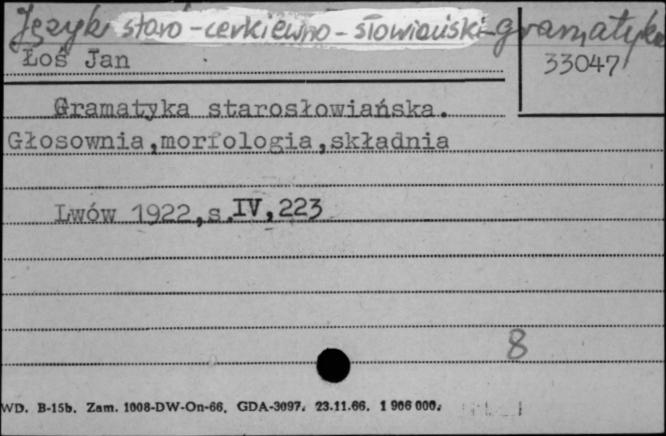 Język staro-cerkiewno-słowiański-gramatyka
Łoś Jan
33047
Gramatyka starosłowiańska.
Głosownia,morfologia,składnia
Lwów 1922,s.IV,223
8
WD. B-15b. Zam. 1008-DW-On-66. GDA-3097. 23.11.66. 1 906 000.